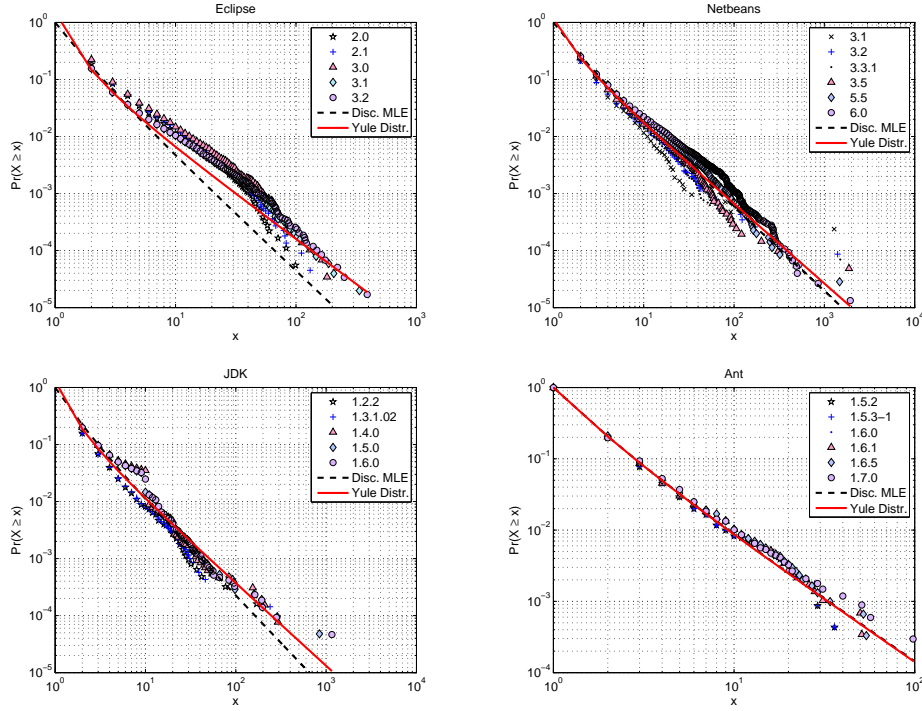 Eclipse
10^0
10^-1
10^-2
10^-3
10^-4
10^-5
Pr(X ≥ x)
2.0
2.1
3.0
3.1
3.2
Disc. MLE
Yule Distr.
10^0 10^1 10^2 10^3
x
Netbeans
10^0
10^-1
10^-2
10^-3
10^-4
10^-5
Pr(X ≥ x)
3.1
3.2
3.3.1
3.5
5.5
6.0
Disc. MLE
Yule Distr.
10^0 10^1 10^2 10^3 10^4
x
JDK
10^0
10^-1
10^-2
10^-3
10^-4
10^-5
Pr(X ≥ x)
1.2.2
1.3.1.02
1.4.0
1.5.0
1.6.0
Disc. MLE
Yule Distr.
10^0 10^1 10^2 10^3 10^4
x
Ant
10^0
10^-1
10^-2
10^-3
10^-4
Pr(X ≥ x)
1.5.2
1.5.3−1
1.6.0
1.6.1
1.6.5
1.7.0
Disc. MLE
Yule Distr.
10^0 10^1 10^2
x